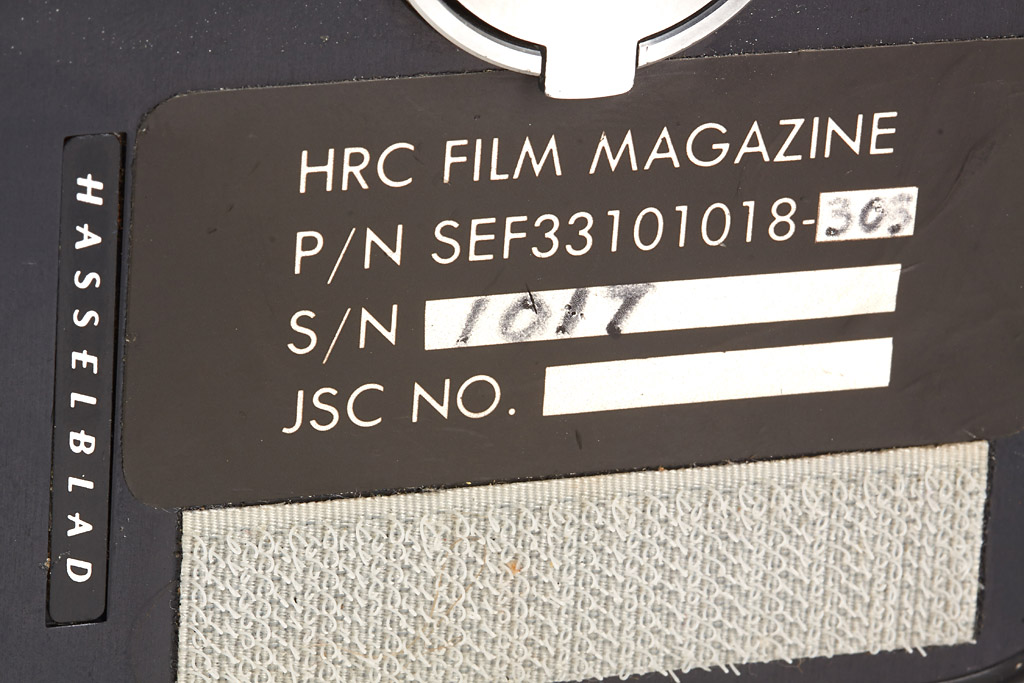 HASSELBLAD
HRC FILM MAGAZINE
P/N SEF33101018-305
S/N 1017
JSC NO.